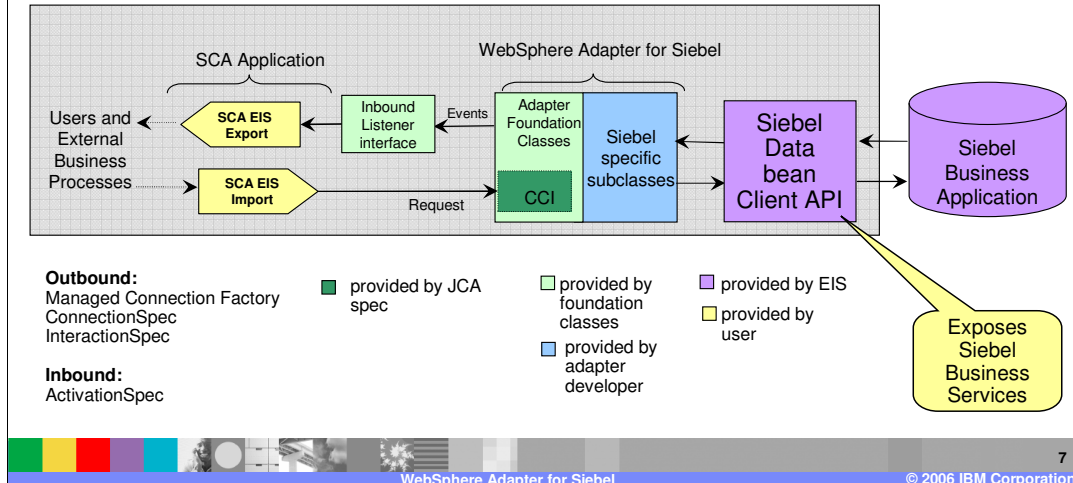 WebSphere Adapter for Siebel
SCA Application
Users and
External
Business
Processes
SCA EIS
Export
SCA EIS
Import
Inbound
Listener
interface
Events
Request
Adapter
Foundation
Classes
CCI
Siebel
specific
subclasses
Siebel
Data
bean
Client API
Siebel
Business
Application
Outbound:
Managed Connection Factory
ConnectionSpec
InteractionSpec
Inbound:
ActivationSpec
provided by JCA
spec
provided by
foundation
classes
provided by
adapter
developer
provided by EIS
provided by
user
Exposes
Siebel
Business
Services
7
WebSphere Adapter for Siebel
© 2006 IBM Corporation